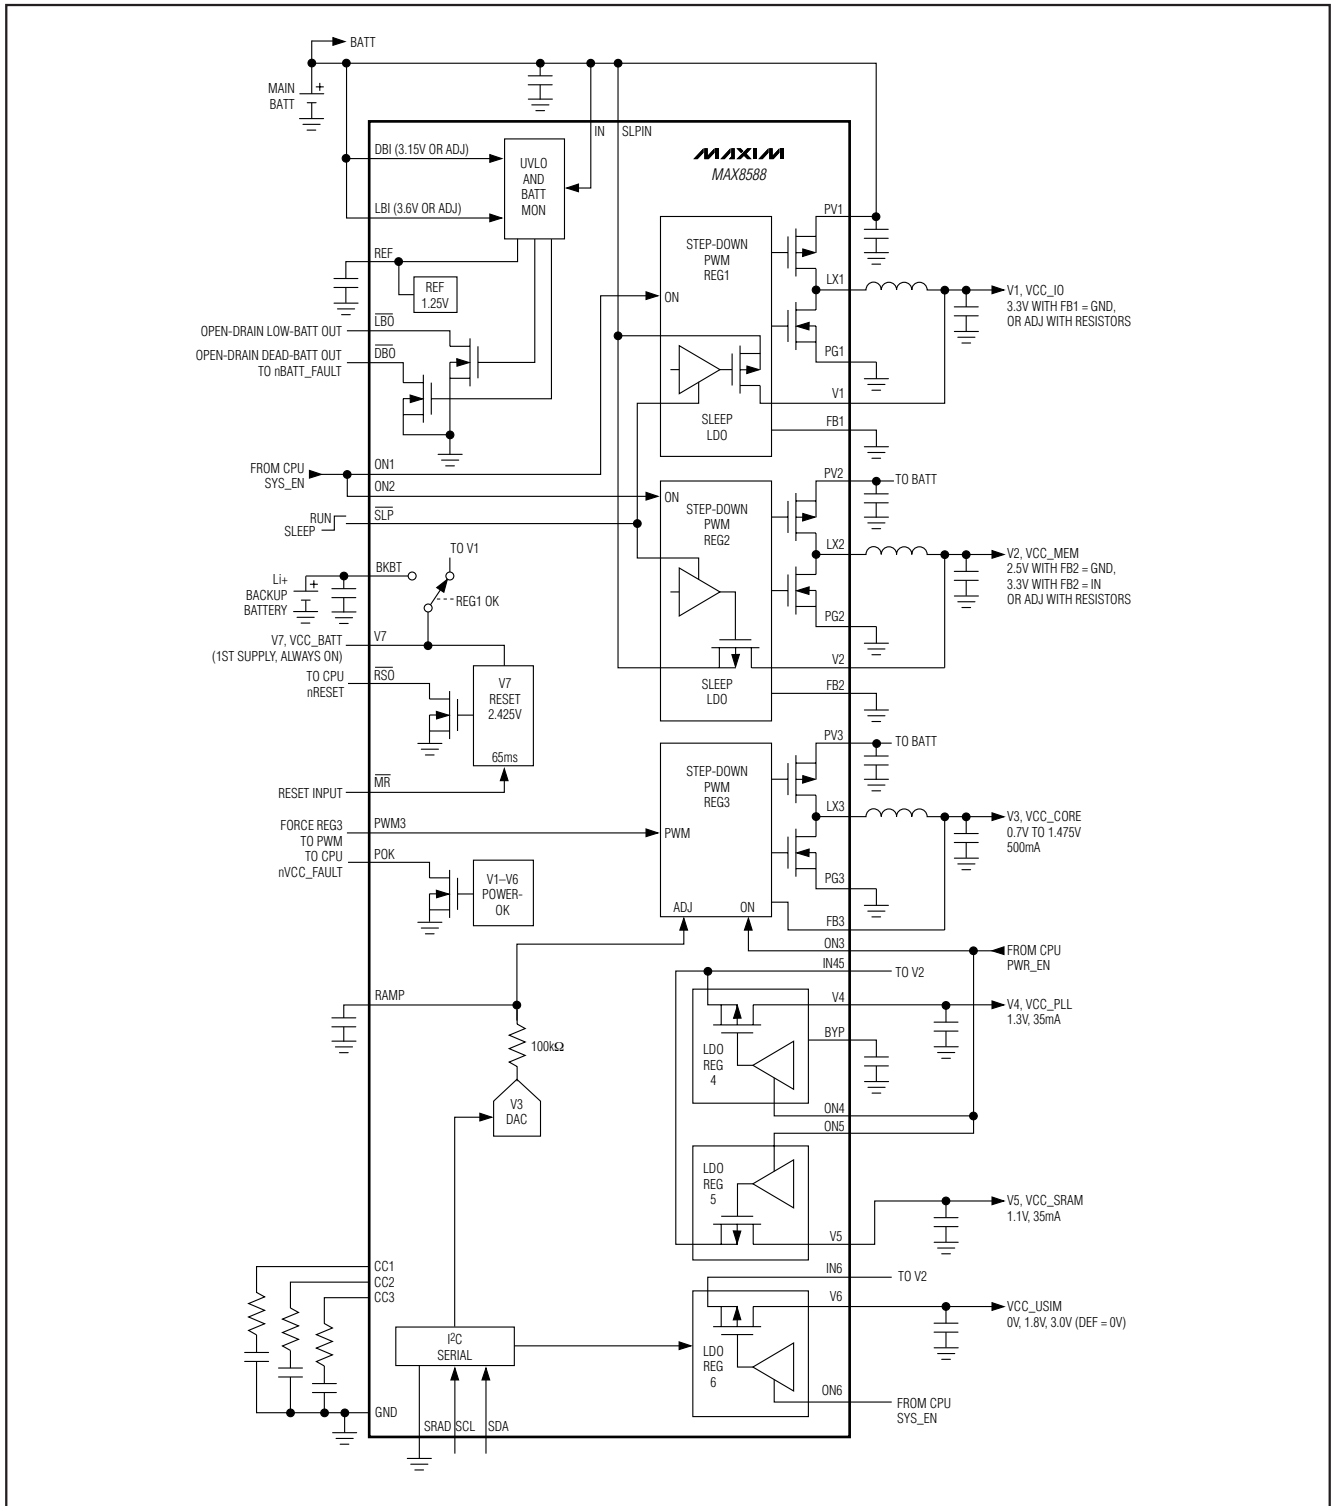 BATT
MAIN
BATT
IN
SLPIN
MAXIM
MAX8588
DBI (3.15V OR ADJ)
LBI (3.6V OR ADJ)
UVLO
AND
BATT
MON
REF
REF
1.25V
LBO
OPEN-DRAIN LOW-BATT OUT
DBO
OPEN-DRAIN DEAD-BATT OUT
TO nBATT_FAULT
STEP-DOWN
PWM
REG1
ON
SLEEP
LDO
PV1
LX1
PG1
V1
FB1
V1, VCC_IO
3.3V WITH FB1 = GND,
OR ADJ WITH RESISTORS
FROM CPU
SYS_EN
ON1
ON2
RUN
SLEEP
SLP
ON
STEP-DOWN
PWM
REG2
SLEEP
LDO
PV2
TO BATT
LX2
PG2
V2
FB2
V2, VCC_MEM
2.5V WITH FB2 = GND,
3.3V WITH FB2 = IN
OR ADJ WITH RESISTORS
TO V1
BKBT
Li+
BACKUP
BATTERY
REG1 OK
V7, VCC_BATT
(1ST SUPPLY, ALWAYS ON)
V7
TO CPU
nRESET
RSO
V7
RESET
2.425V
65ms
RESET INPUT
MR
FORCE REG3
TO PWM
PWM3
TO CPU
nVCC_FAULT
POK
V1–V6
POWER-
OK
STEP-DOWN
PWM
REG3
PWM
ADJ
ON
PV3
TO BATT
LX3
PG3
FB3
V3, VCC_CORE
0.7V TO 1.475V
500mA
ON3
FROM CPU
PWR_EN
IN45
TO V2
RAMP
100kΩ
V3
DAC
LDO
REG
4
V4
BYP
V4, VCC_PLL
1.3V, 35mA
ON4
ON5
LDO
REG
5
V5
V5, VCC_SRAM
1.1V, 35mA
IN6
TO V2
V6
VCC_USIM
0V, 1.8V, 3.0V (DEF = 0V)
LDO
REG
6
ON6
FROM CPU
SYS_EN
CC1
CC2
CC3
I²C
SERIAL
GND
SRAD
SCL
SDA